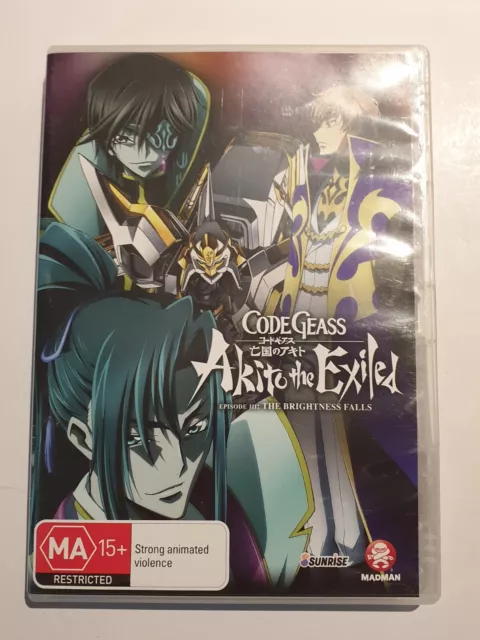 CODE GEASS
コードギアス
亡国のアキト
Akito the Exiled
EPISODE III: THE BRIGHTNESS FALLS
MA 15+
Strong animated
violence
RESTRICTED
SUNRISE
MADMAN